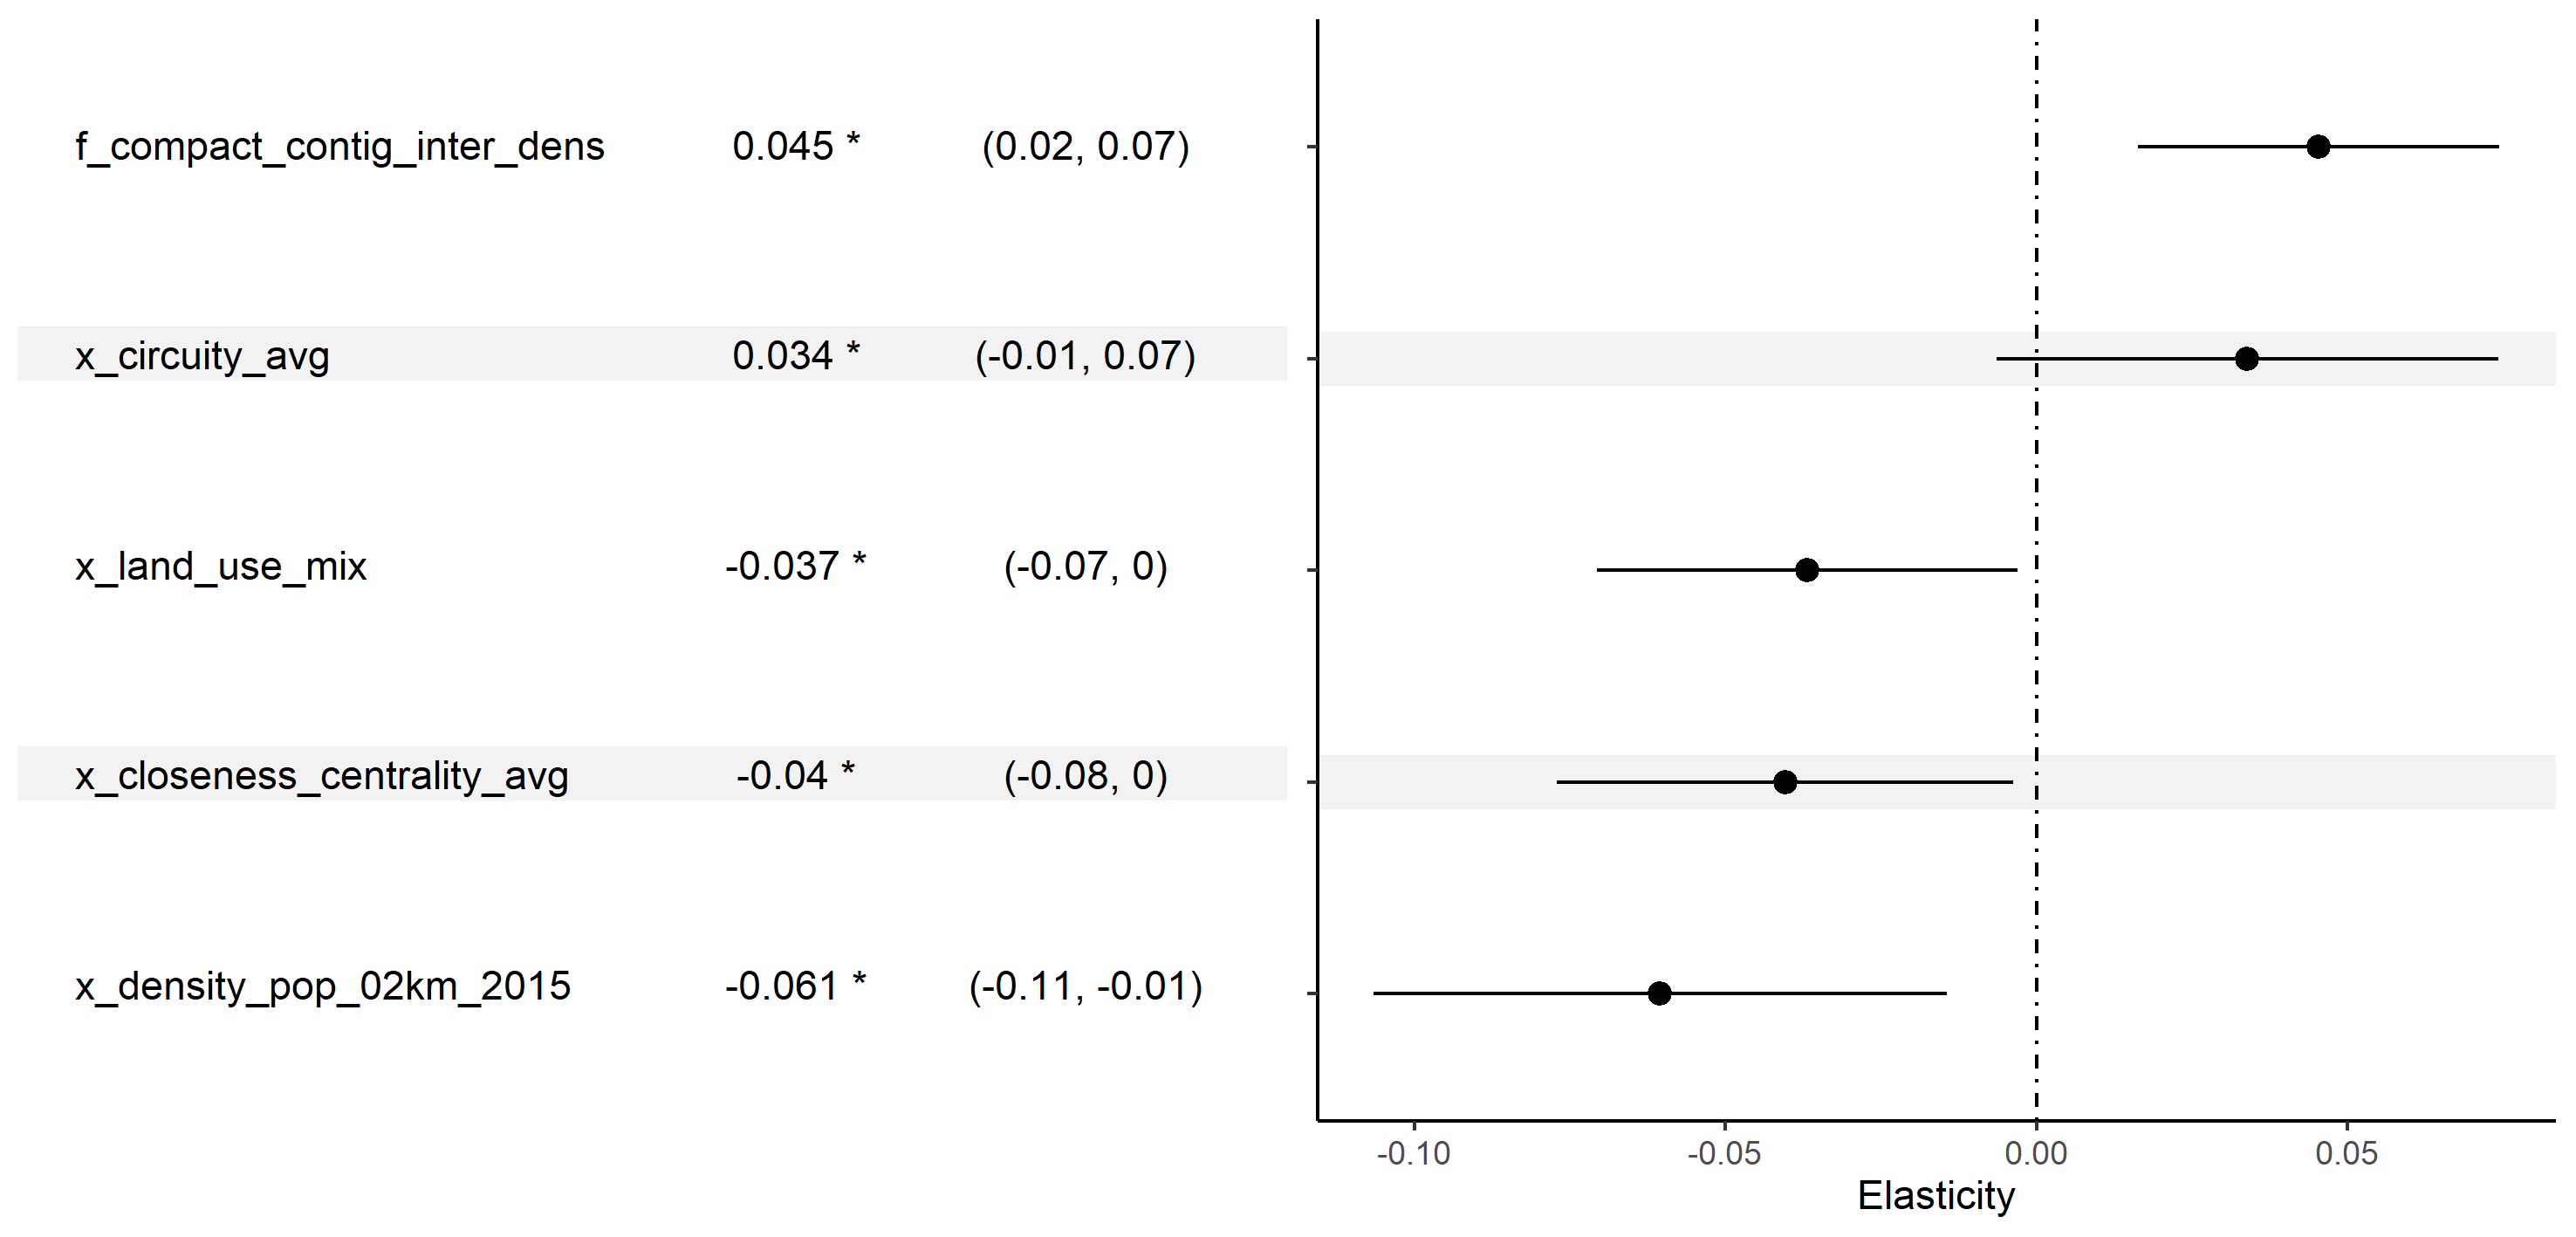 f_compact_contig_inter_dens 0.045 * (0.02, 0.07)
x_circuity_avg 0.034 * (-0.01, 0.07)
x_land_use_mix -0.037 * (-0.07, 0)
x_closeness_centrality_avg -0.04 * (-0.08, 0)
x_density_pop_02km_2015 -0.061 * (-0.11, -0.01)
-0.10 -0.05 0.00 0.05
Elasticity